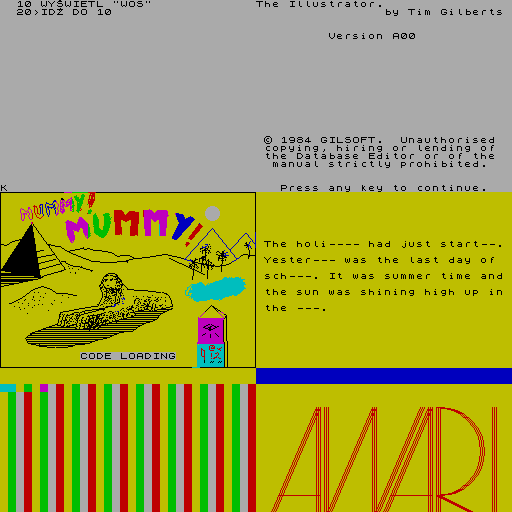 10 WYŚWIETL "WOS"
20>IDŹ DO 10
K
The Illustrator.
by Tim Gilberts
Version A00
© 1984 GILSOFT. Unauthorised
copying, hiring or lending of
the Database Editor or of the
manual strictly prohibited.
Press any key to continue.
MUMMY!
MUMMY!!
CODE LOADING
The holi---- had just start--.
Yester--- was the last day of
sch---. It was summer time and
the sun was shining high up in
the ---.